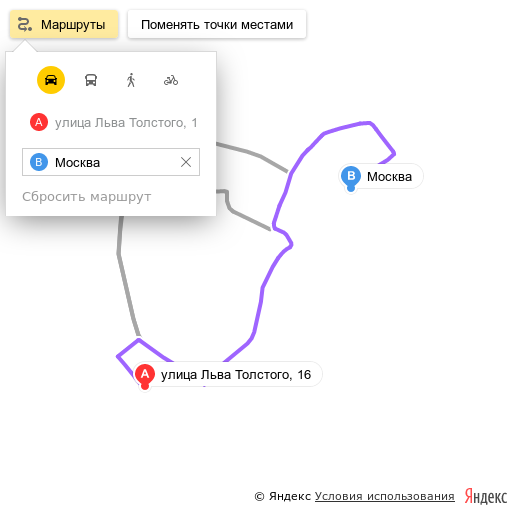 Маршруты
Поменять точки местами
A улица Льва Толстого, 1
B Москва
Сбросить маршрут
B Москва
A улица Льва Толстого, 16
© Яндекс Условия использования Яндекс